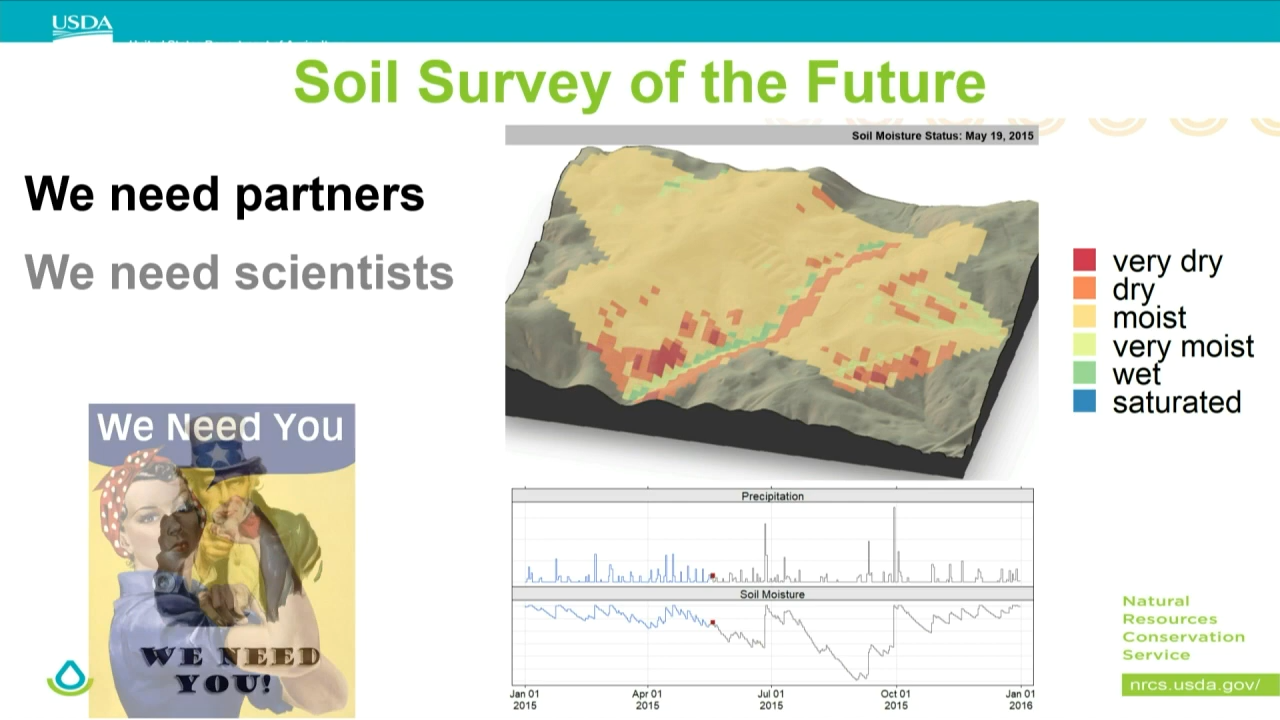 USDA
Soil Survey of the Future
We need partners
We need scientists
Soil Moisture Status: May 19, 2015
very dry
dry
moist
very moist
wet
saturated
We Need You
WE NEED
YOU!
Precipitation
Soil Moisture
Jan 01
2015
Apr 01
2015
Jul 01
2015
Oct 01
2015
Jan 01
2016
Natural
Resources
Conservation
Service
nrcs.usda.gov/